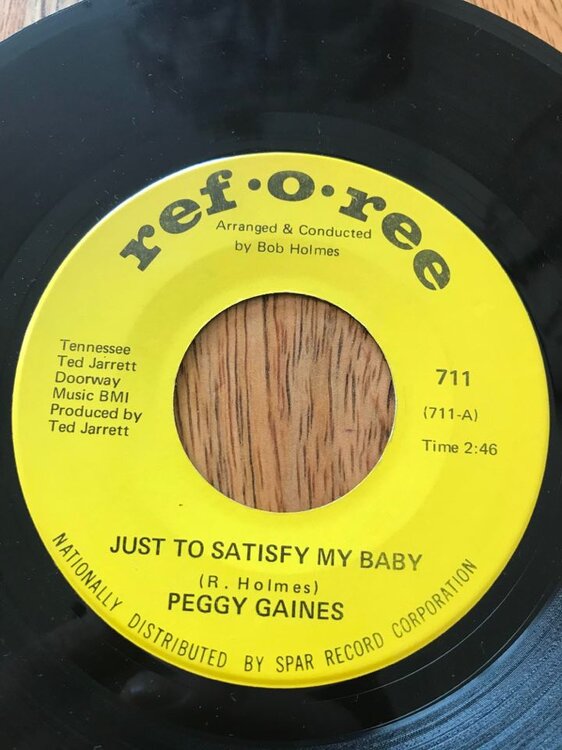 ref·o·ree
Arranged & Conducted
by Bob Holmes
Tennessee
Ted Jarrett
Doorway
Music BMI
Produced by
Ted Jarrett
711
(711-A)
Time 2:46
JUST TO SATISFY MY BABY
(R. Holmes)
PEGGY GAINES
NATIONALLY DISTRIBUTED BY SPAR RECORD CORPORATION